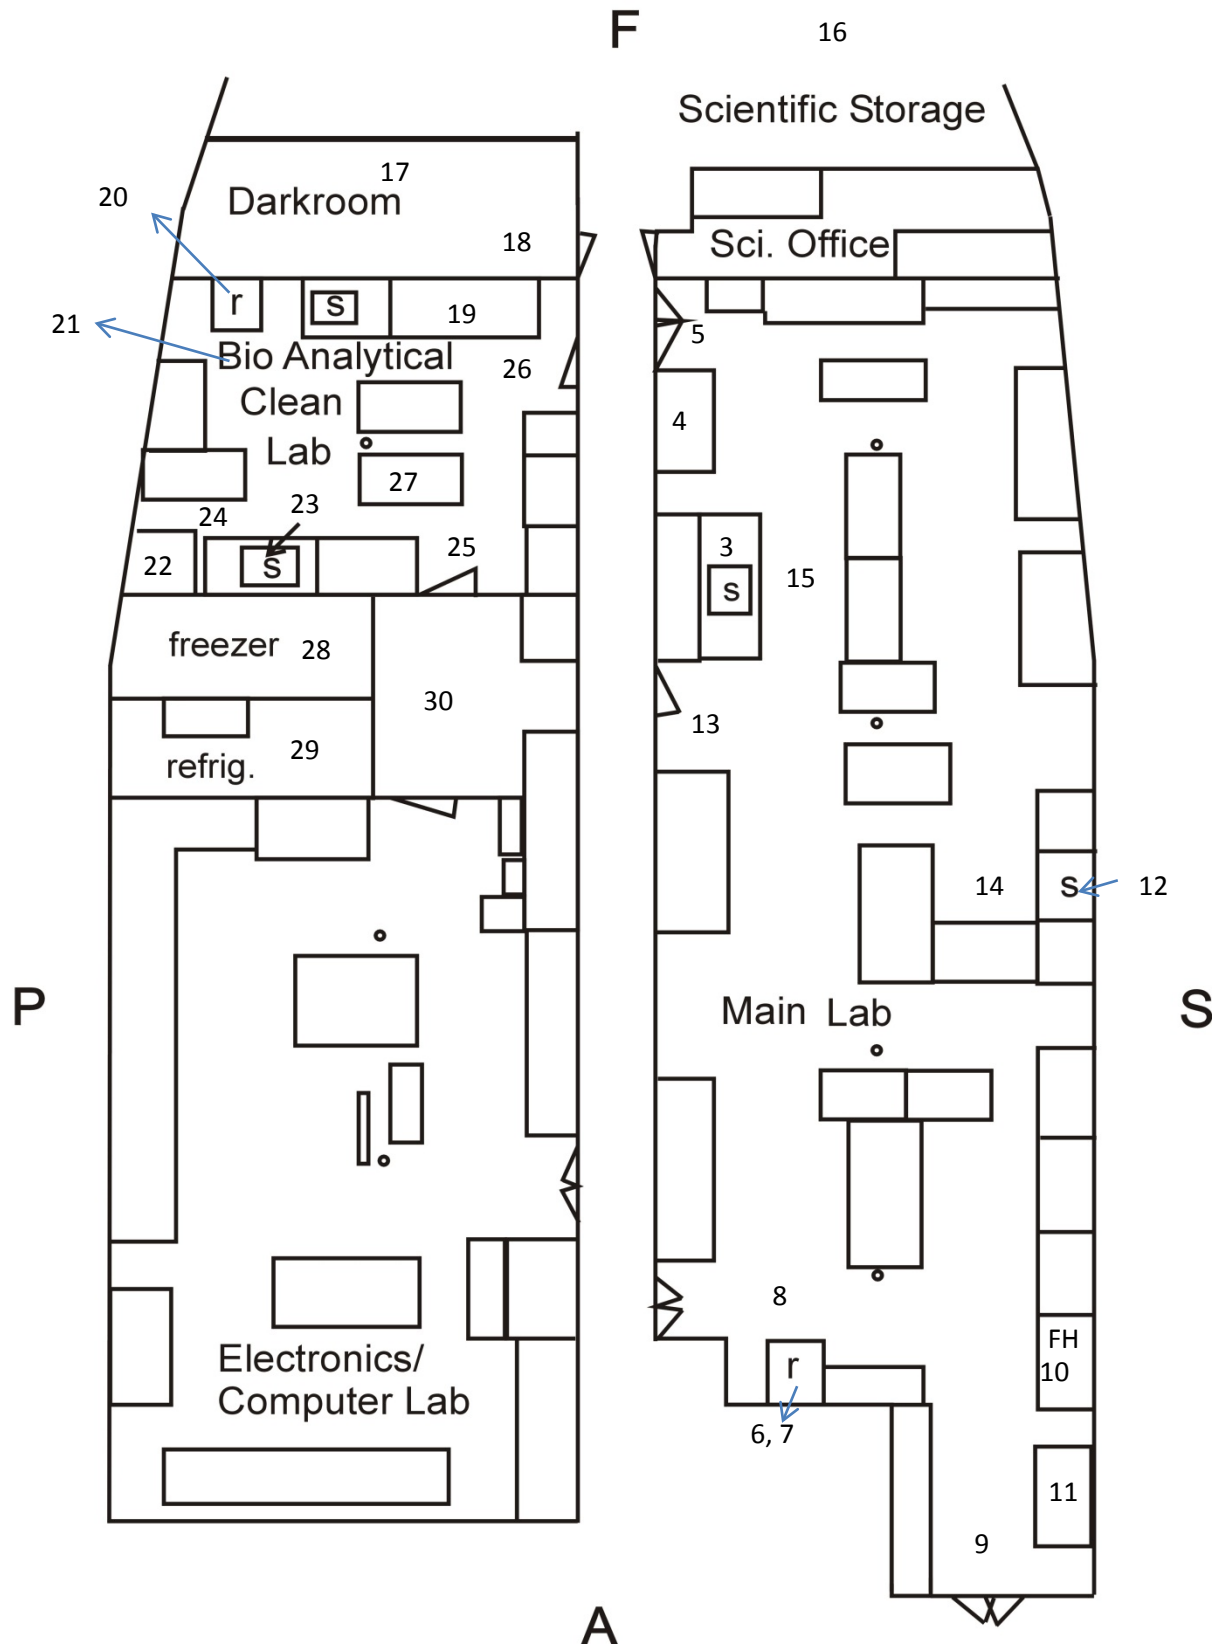 F
16
Scientific Storage
17
Darkroom
20
18
Sci. Office
r
s
19
21
5
Bio Analytical
26
Clean
4
Lab
27
23
24
3
25
22
s
15
s
freezer 28
30
13
29
refrig.
14
s
12
P
Main Lab
S
8
FH
10
r
Electronics/
Computer Lab
6, 7
11
9
A